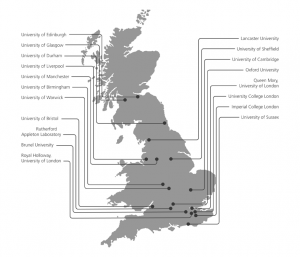 University of Edinburgh
University of Glasgow
University of Durham
University of Liverpool
University of Manchester
University of Birmingham
University of Warwick
University of Bristol
Rutherford
Appleton Laboratory
Brunel University
Royal Holloway,
University of London
Lancaster University
University of Sheffield
University of Cambridge
Oxford University
Queen Mary,
University of London
University College London
Imperial College London
University of Sussex